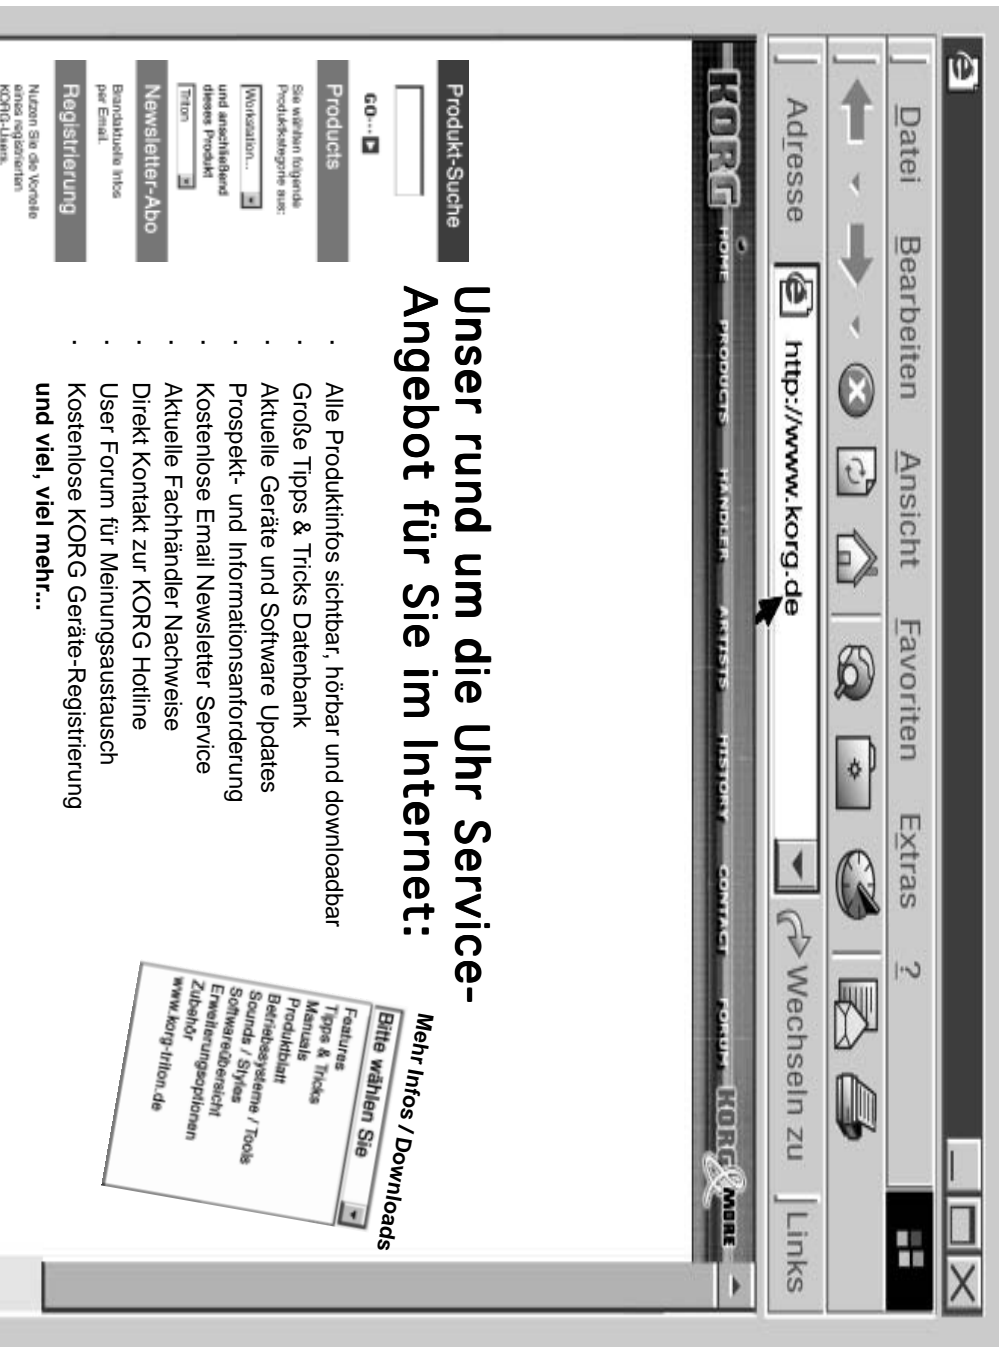 Datei Bearbeiten Ansicht Favoriten Extras ?
Adresse http://www.korg.de Wechseln zu Links
KORG HOME PRODUCTS HÄNDLER ARTISTS HISTORY CONTACT FORUM KORG & MORE
Produkt-Suche
GO···
Products
Sie wählen folgende
Produktkategorie aus:
Workstation...
und anschließend
dieses Produkt
Triton
Newsletter-Abo
Brandaktuelle Infos
per Email.
Registrierung
Nutzen Sie die Vorteile
eines registrierten
KORG-Users.
Unser rund um die Uhr Service-
Angebot für Sie im Internet:
· Alle Produktinfos sichtbar, hörbar und downloadbar
· Große Tipps & Tricks Datenbank
· Aktuelle Geräte und Software Updates
· Prospekt- und Informationsanforderung
· Kostenlose Email Newsletter Service
· Aktuelle Fachhändler Nachweise
· Direkt Kontakt zur KORG Hotline
· User Forum für Meinungsaustausch
· Kostenlose KORG Geräte-Registrierung
und viel, viel mehr...
Mehr Infos / Downloads
Bitte wählen Sie
Features
Tipps & Tricks
Manuals
Produktblatt
Betriebssysteme / Tools
Sounds / Styles
Softwareübersicht
Erweiterungsoptionen
Zubehör
www.korg-triton.de